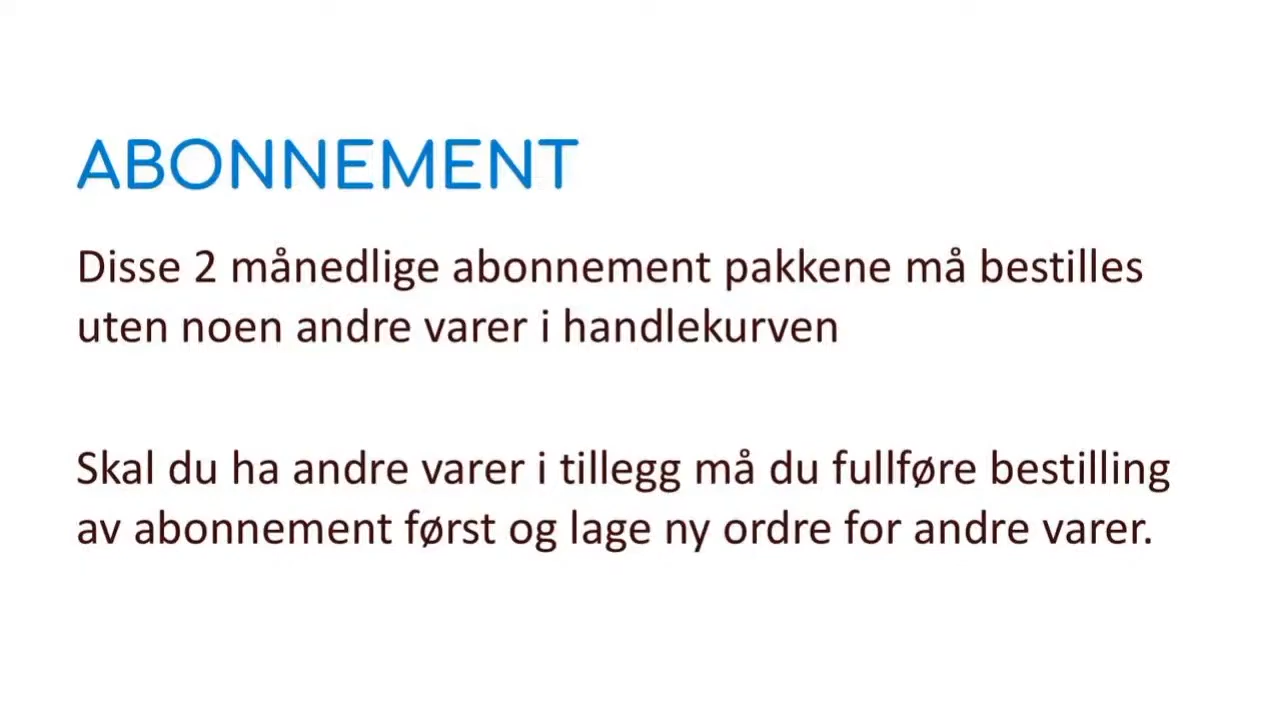 ABONNEMENT
Disse 2 månedlige abonnement pakkene må bestilles
uten noen andre varer i handlekurven
Skal du ha andre varer i tillegg må du fullføre bestilling
av abonnement først og lage ny ordre for andre varer.